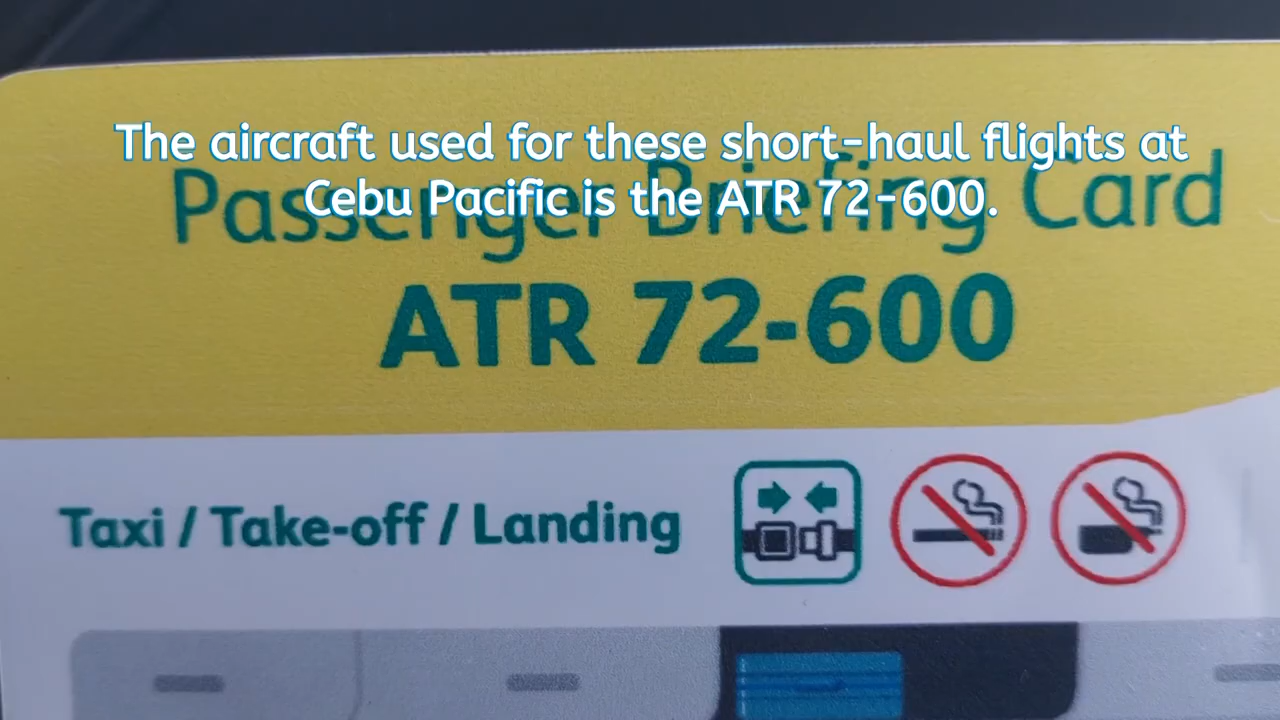 The aircraft used for these short-haul flights at
Cebu Pacific is the ATR 72-600.
Passenger Briefing Card
ATR 72-600
Taxi / Take-off / Landing